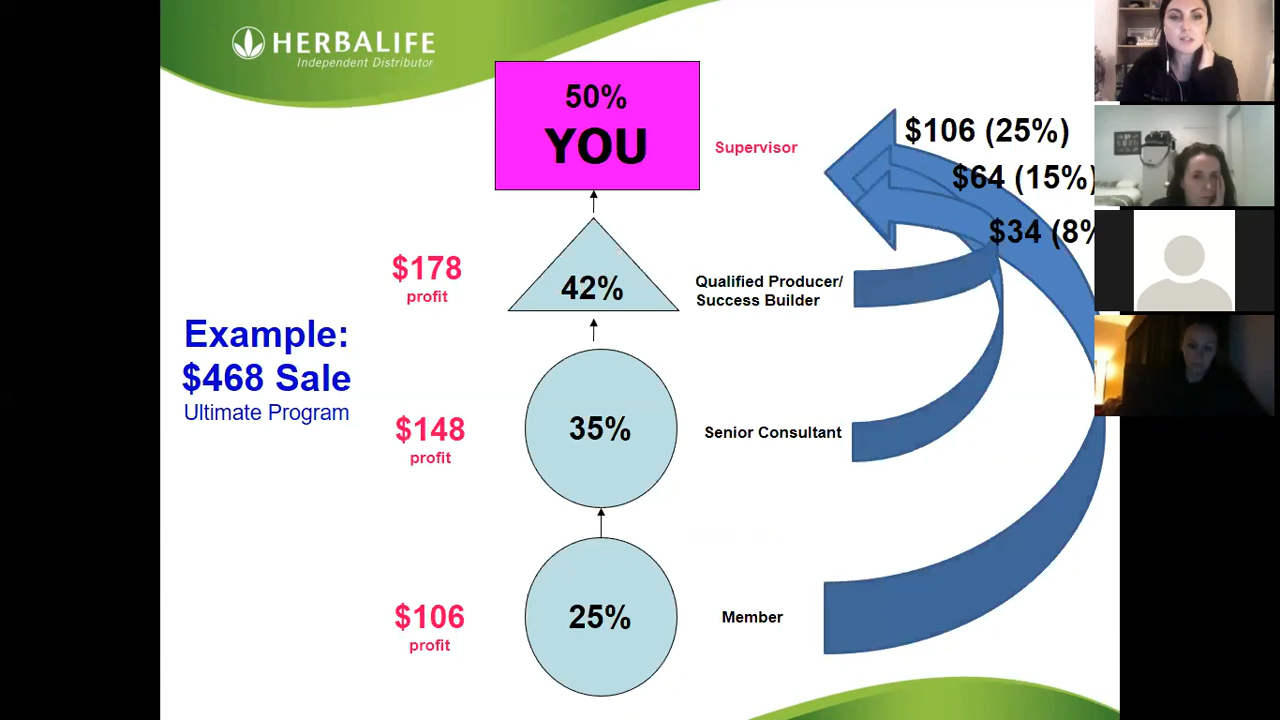 HERBALIFE
Independent Distributor
50%
YOU
Supervisor
$106 (25%)
$64 (15%)
$34 (8%
$178
profit
42%
Qualified Producer/
Success Builder
Example:
$468 Sale
Ultimate Program
$148
profit
35%
Senior Consultant
$106
profit
25%
Member